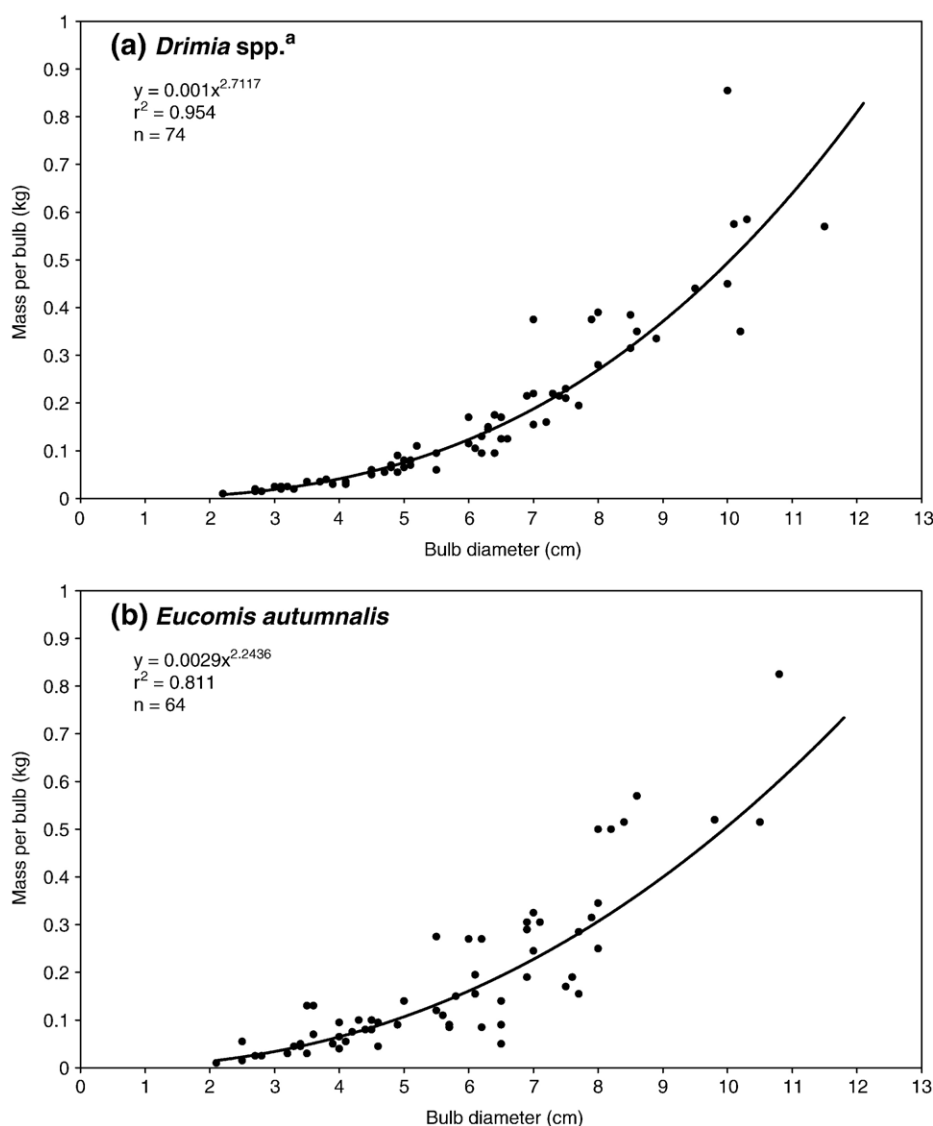 (a) Drimia spp.a
y = 0.001x2.7117
r2 = 0.954
n = 74
Mass per bulb (kg)
1
0.9
0.8
0.7
0.6
0.5
0.4
0.3
0.2
0.1
0
0 1 2 3 4 5 6 7 8 9 10 11 12 13
Bulb diameter (cm)
(b) Eucomis autumnalis
y = 0.0029x2.2436
r2 = 0.811
n = 64
Mass per bulb (kg)
1
0.9
0.8
0.7
0.6
0.5
0.4
0.3
0.2
0.1
0
0 1 2 3 4 5 6 7 8 9 10 11 12 13
Bulb diameter (cm)